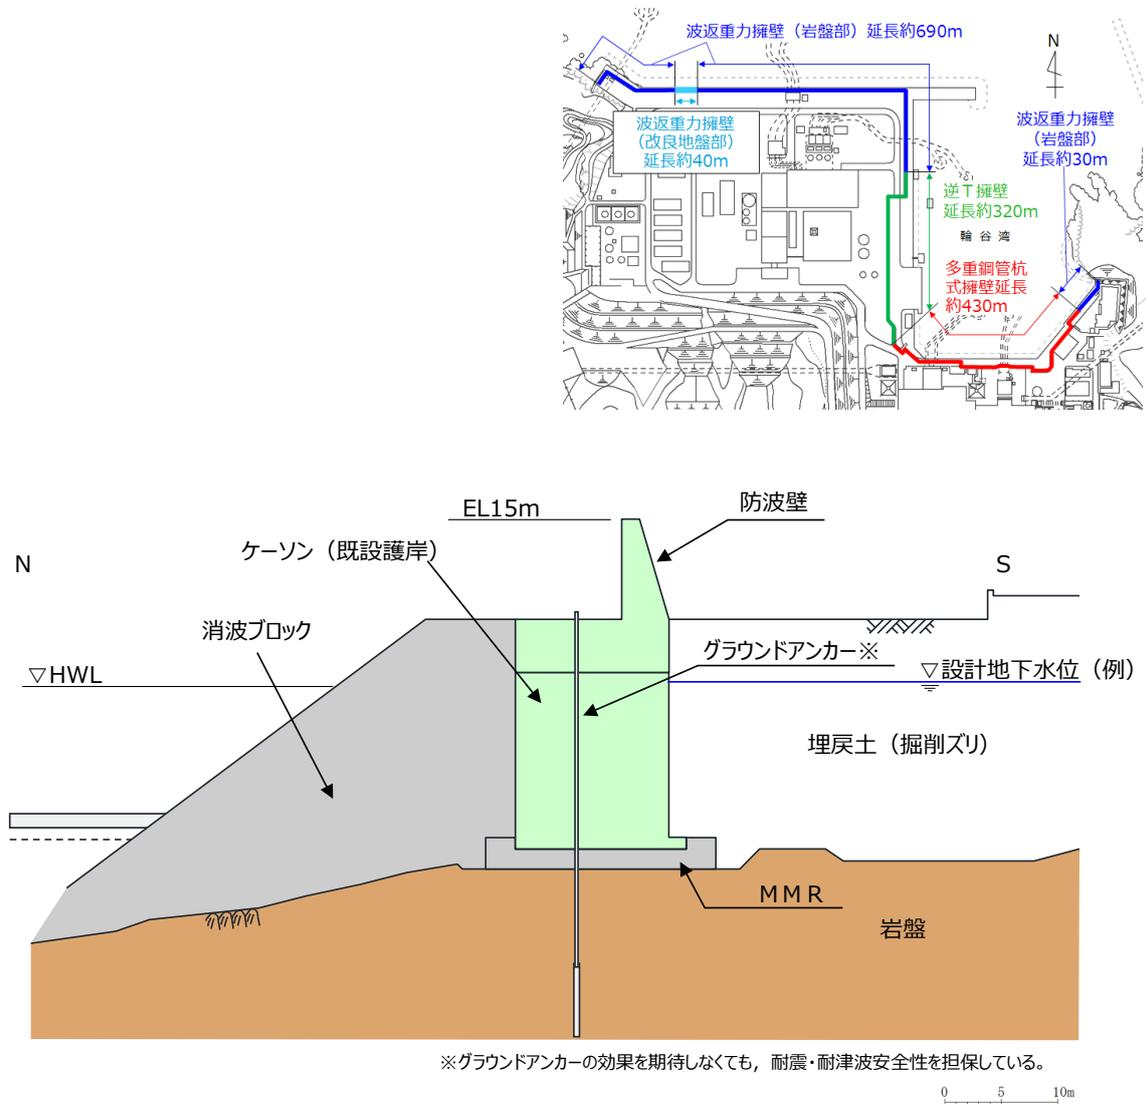 波返重力擁壁（岩盤部）延長約690m
N
波返重力擁壁
（改良地盤部）
延長約40m
波返重力擁壁
（岩盤部）
延長約30m
逆Ｔ擁壁
延長約320m
輪谷湾
多重鋼管杭
式擁壁延長
約430m
EL15m
防波壁
N
ケーソン（既設護岸）
S
消波ブロック
グラウンドアンカー※
▽HWL
▽設計地下水位（例）
埋戻土（掘削ズリ）
ＭＭＲ
岩盤
※グラウンドアンカーの効果を期待しなくても，耐震・耐津波安全性を担保している。
0 5 10m